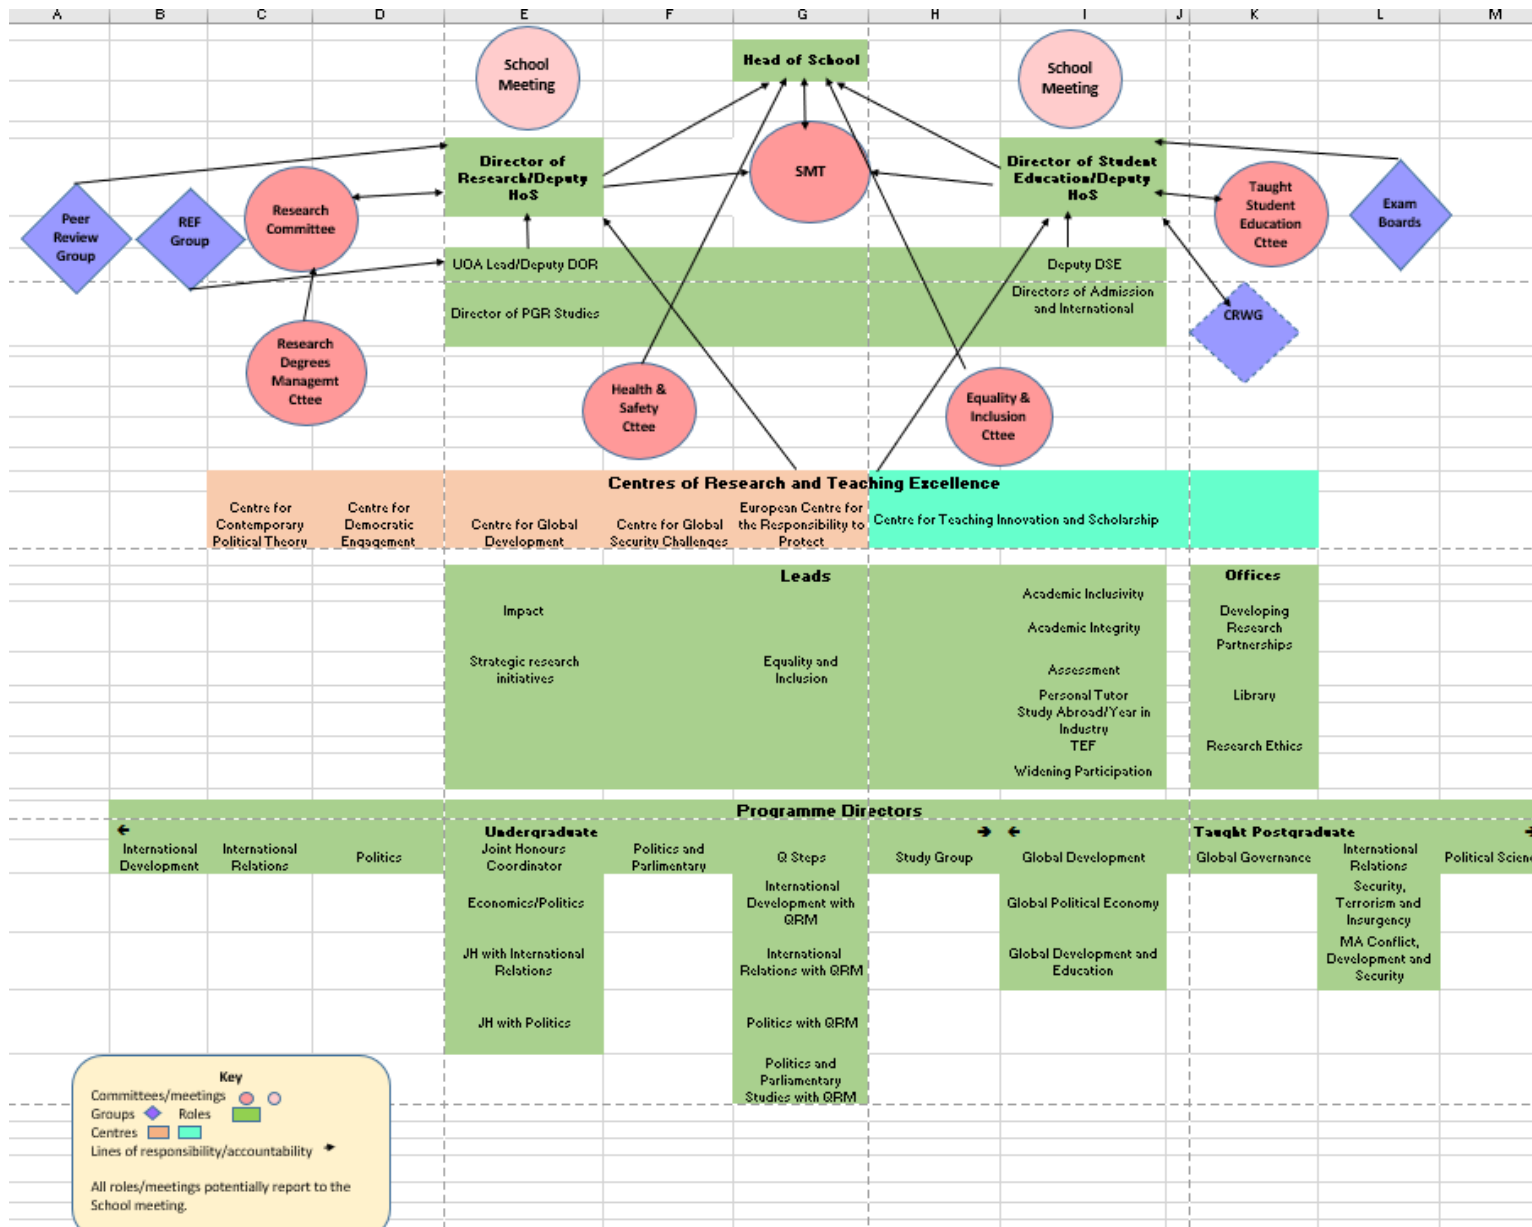 A B C D E F G H I J K L M
School
Meeting
Head of School
School
Meeting
Director of
Research/Deputy
HoS
SMT
Director of Student
Education/Deputy
HoS
Peer
Review
Group
REF
Group
Research
Committee
Taught
Student
Education
Cttee
Exam
Boards
UOA Lead/Deputy DOR
Deputy DSE
Director of PGR Studies
Directors of Admission
and International
CRWG
Research
Degrees
Managemt
Cttee
Health &
Safety
Cttee
Equality &
Inclusion
Cttee
Centres of Research and Teaching Excellence
Centre for
Contemporary
Political Theory
Centre for
Democratic
Engagement
Centre for Global
Development
Centre for Global
Security Challenges
European Centre for
the Responsibility to
Protect
Centre for Teaching Innovation and Scholarship
Leads
Offices
Impact
Strategic research
initiatives
Equality and
Inclusion
Academic Inclusivity
Academic Integrity
Assessment
Personal Tutor
Study Abroad/Year in
Industry
TEF
Widening Participation
Developing
Research
Partnerships
Library
Research Ethics
Programme Directors
Undergraduate
Taught Postgraduate
International
Development
International
Relations
Politics
Joint Honours
Coordinator
Politics and
Parlimentary
Q Steps
Study Group
Global Development
Global Governance
International
Relations
Political Scien
Economics/Politics
International
Development with
QRM
Global Political Economy
Security,
Terrorism and
Insurgency
JH with International
Relations
International
Relations with QRM
Global Development and
Education
MA Conflict,
Development and
Security
JH with Politics
Politics with QRM
Politics and
Parliamentary
Studies with QRM
Key
Committees/meetings
Groups Roles
Centres
Lines of responsibility/accountability
All roles/meetings potentially report to the
School meeting.